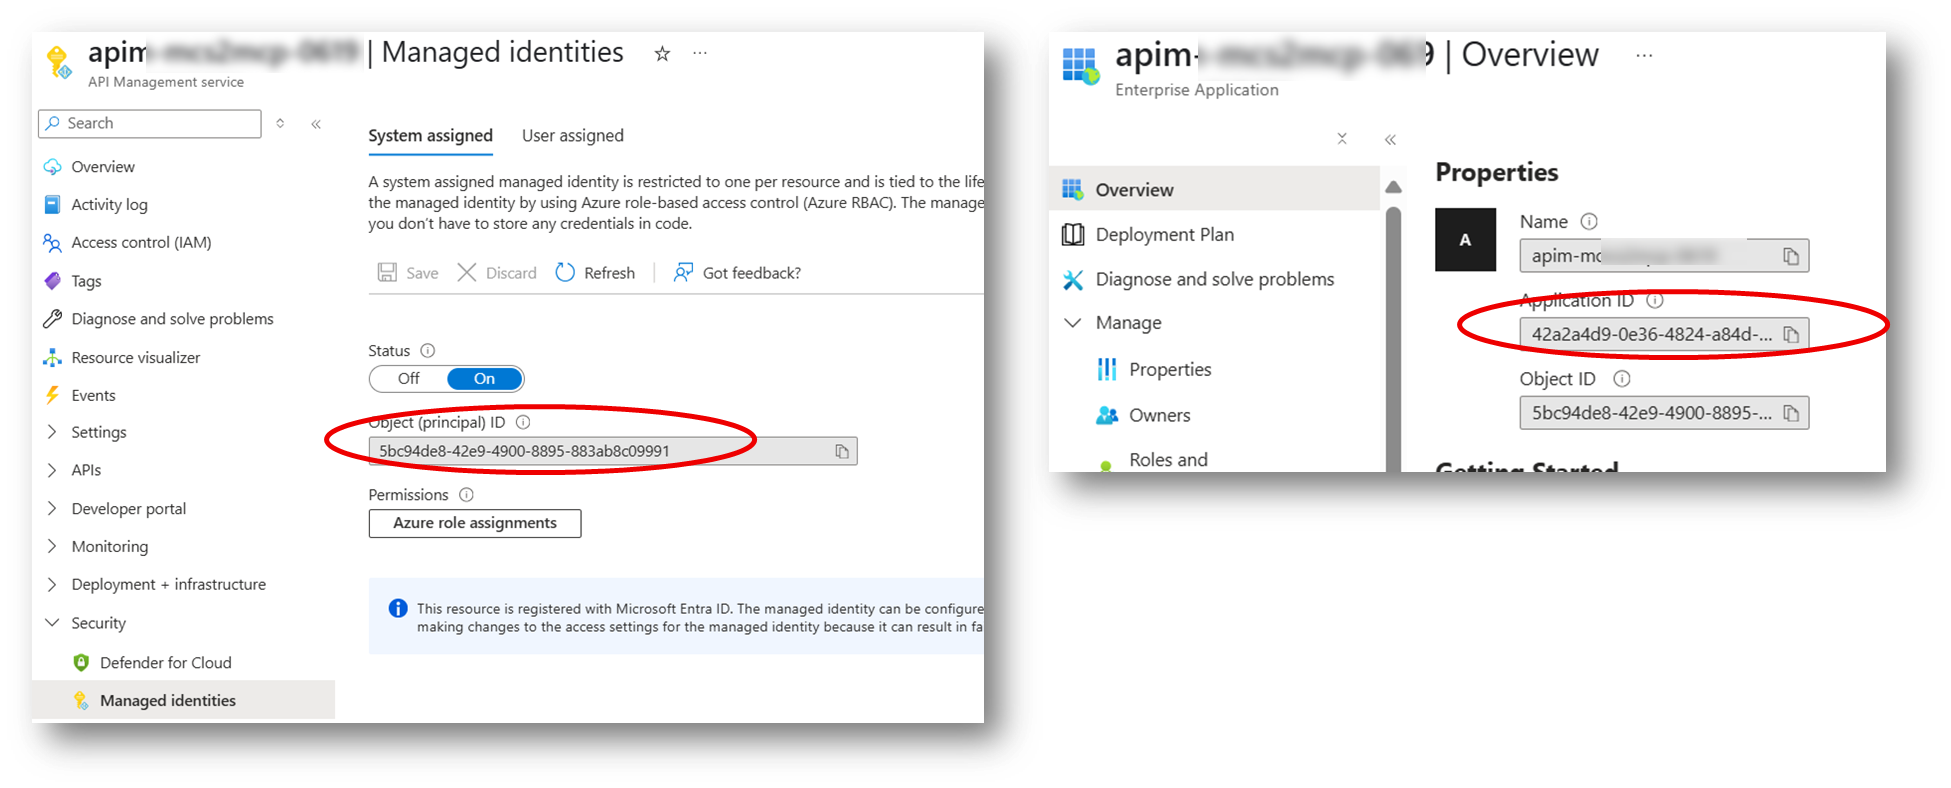 apim | Managed identities
API Management service
Search
Overview
Activity log
Access control (IAM)
Tags
Diagnose and solve problems
Resource visualizer
Events
Settings
APIs
Developer portal
Monitoring
Deployment + infrastructure
Security
Defender for Cloud
Managed identities
System assigned User assigned
A system assigned managed identity is restricted to one per resource and is tied to the life
the managed identity by using Azure role-based access control (Azure RBAC). The manage
you don't have to store any credentials in code.
Save Discard Refresh Got feedback?
Status
Off On
Object (principal) ID
5bc94de8-42e9-4900-8895-883ab8c09991
Permissions
Azure role assignments
This resource is registered with Microsoft Entra ID. The managed identity can be configure
making changes to the access settings for the managed identity because it can result in fa
apim- 9 | Overview
Enterprise Application
Overview
Deployment Plan
Diagnose and solve problems
Manage
Properties
Owners
Roles and
Properties
A
Name
apim-mc
Application ID
42a2a4d9-0e36-4824-a84d-...
Object ID
5bc94de8-42e9-4900-8895-...
Getting Started